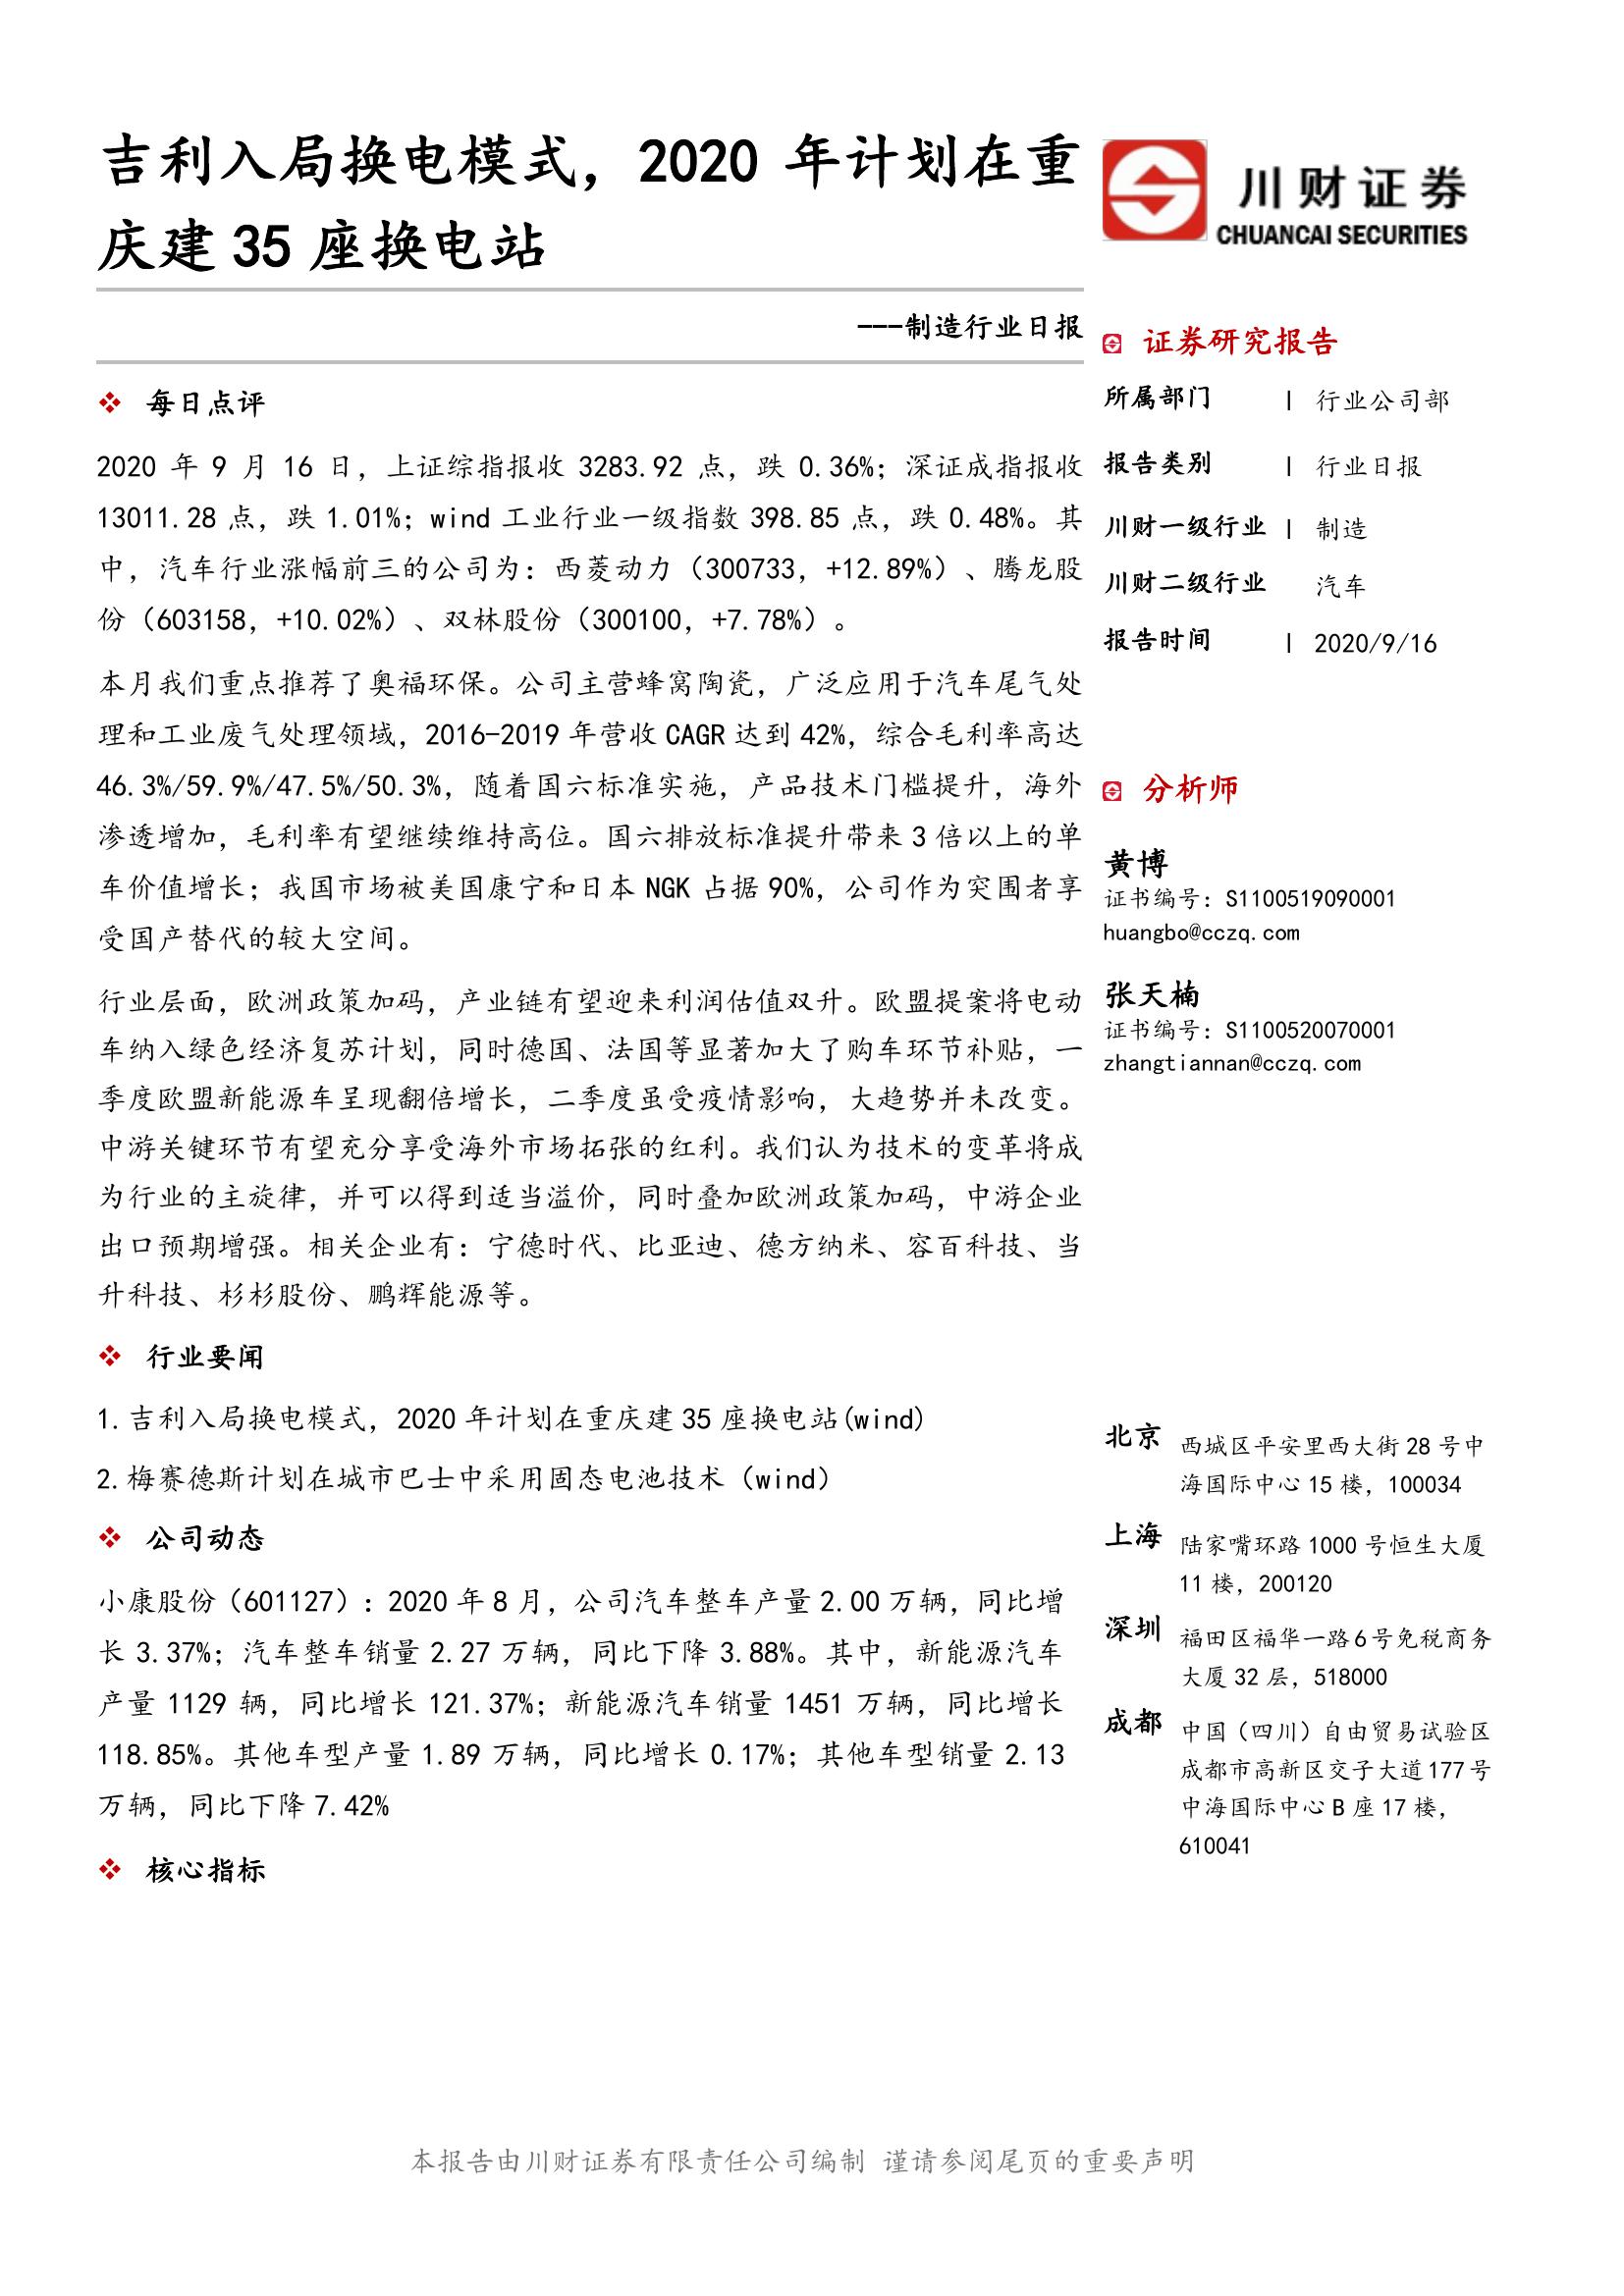 吉利入局换电模式，2020 年计划在重
庆建 35 座换电站
---制造行业日报
❖ 每日点评
2020 年 9 月 16 日，上证综指报收 3283.92 点，跌 0.36%；深证成指报收
13011.28 点，跌 1.01%；wind 工业行业一级指数 398.85 点，跌 0.48%。其
中，汽车行业涨幅前三的公司为：西菱动力（300733，+12.89%）、腾龙股
份（603158，+10.02%）、双林股份（300100，+7.78%）。
本月我们重点推荐了奥福环保。公司主营蜂窝陶瓷，广泛应用于汽车尾气处
理和工业废气处理领域，2016-2019 年营收 CAGR 达到 42%，综合毛利率高达
46.3%/59.9%/47.5%/50.3%，随着国六标准实施，产品技术门槛提升，海外
渗透增加，毛利率有望继续维持高位。国六排放标准提升带来 3 倍以上的单
车价值增长；我国市场被美国康宁和日本 NGK 占据 90%，公司作为突围者享
受国产替代的较大空间。
行业层面，欧洲政策加码，产业链有望迎来利润估值双升。欧盟提案将电动
车纳入绿色经济复苏计划，同时德国、法国等显著加大了购车环节补贴，一
季度欧盟新能源车呈现翻倍增长，二季度虽受疫情影响，大趋势并未改变。
中游关键环节有望充分享受海外市场拓张的红利。我们认为技术的变革将成
为行业的主旋律，并可以得到适当溢价，同时叠加欧洲政策加码，中游企业
出口预期增强。相关企业有：宁德时代、比亚迪、德方纳米、容百科技、当
升科技、杉杉股份、鹏辉能源等。
❖ 行业要闻
1.吉利入局换电模式，2020 年计划在重庆建 35 座换电站(wind)
2.梅赛德斯计划在城市巴士中采用固态电池技术（wind）
❖ 公司动态
小康股份（601127）：2020 年 8 月，公司汽车整车产量 2.00 万辆，同比增
长 3.37%；汽车整车销量 2.27 万辆，同比下降 3.88%。其中，新能源汽车
产量 1129 辆，同比增长 121.37%；新能源汽车销量 1451 万辆，同比增长
118.85%。其他车型产量 1.89 万辆，同比增长 0.17%；其他车型销量 2.13
万辆，同比下降 7.42%
❖ 核心指标
川财证券
CHUANCAI SECURITIES
证券研究报告
所属部门 | 行业公司部
报告类别 | 行业日报
川财一级行业 | 制造
川财二级行业 汽车
报告时间 | 2020/9/16
分析师
黄博
证书编号：S1100519090001
huangbo@cczq.com
张天楠
证书编号：S1100520070001
zhangtiannan@cczq.com
北京 西城区平安里西大街 28 号中
海国际中心 15 楼，100034
上海 陆家嘴环路 1000 号恒生大厦
11 楼，200120
深圳 福田区福华一路6号免税商务
大厦 32 层，518000
成都 中国（四川）自由贸易试验区
成都市高新区交子大道177号
中海国际中心 B 座 17 楼，
610041
本报告由川财证券有限责任公司编制 谨请参阅尾页的重要声明